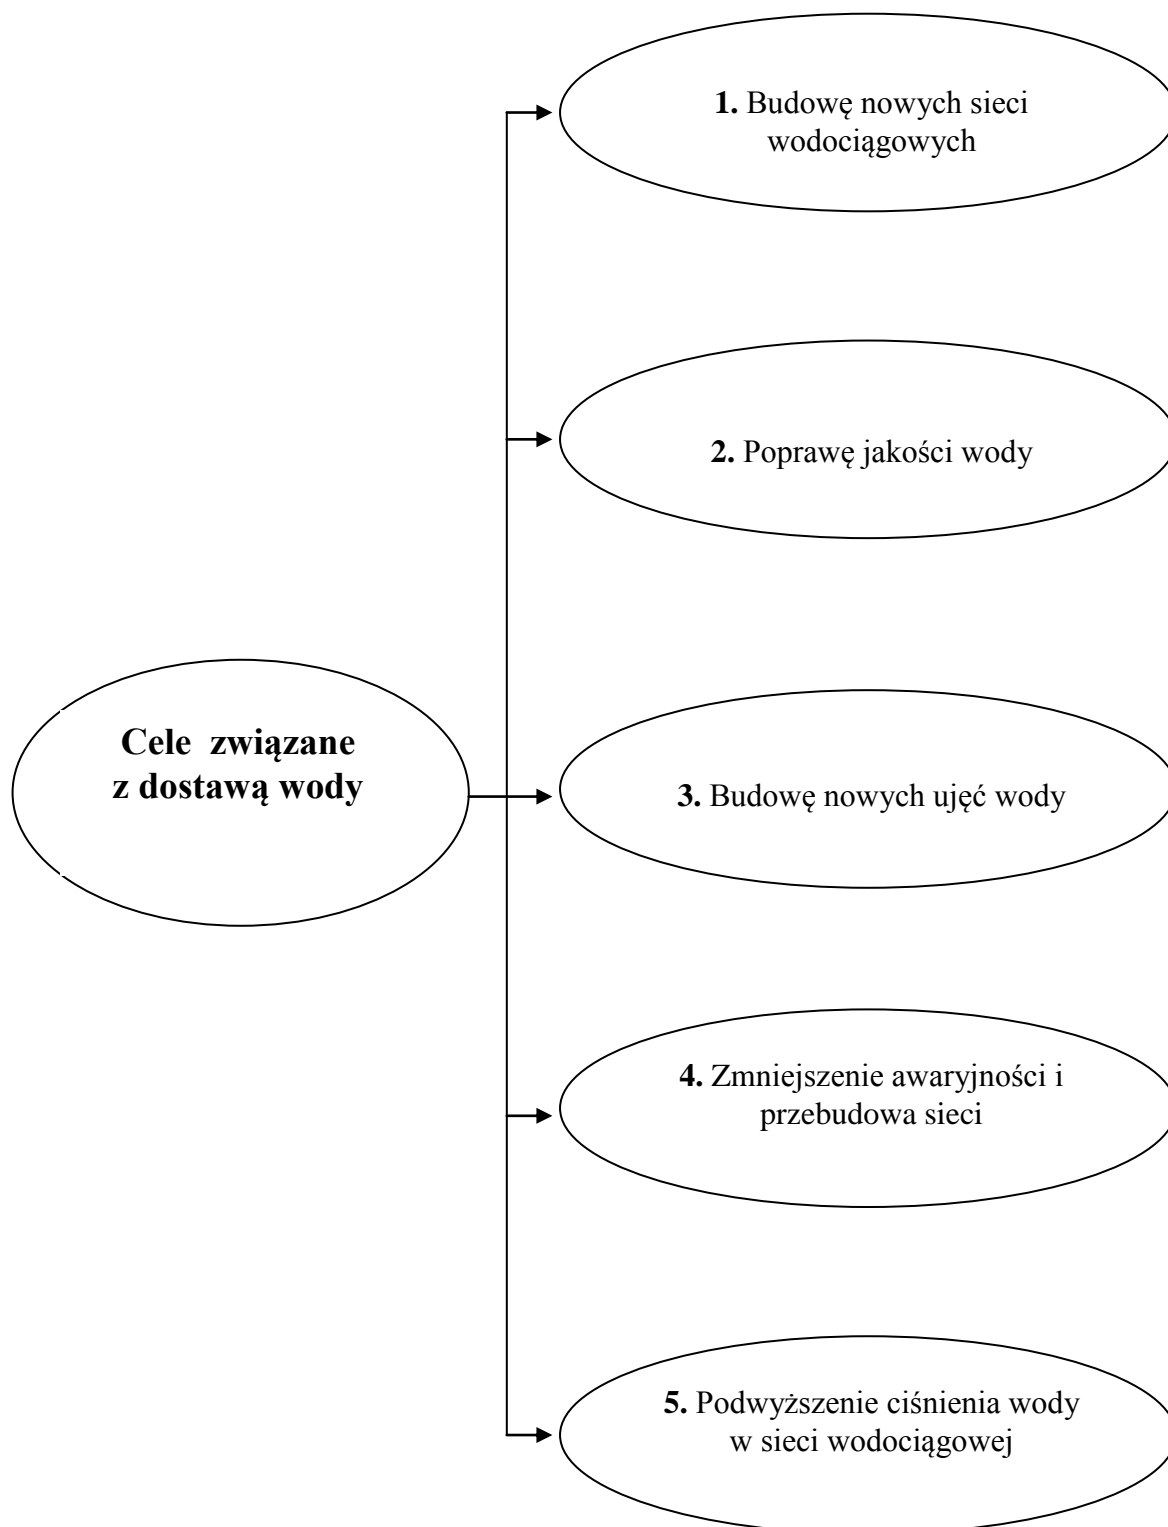 1. Budowę nowych sieci
wodociągowych
2. Poprawę jakości wody
Cele związane
z dostawą wody
3. Budowę nowych ujęć wody
4. Zmniejszenie awaryjności i
przebudowa sieci
5. Podwyższenie ciśnienia wody
w sieci wodociągowej